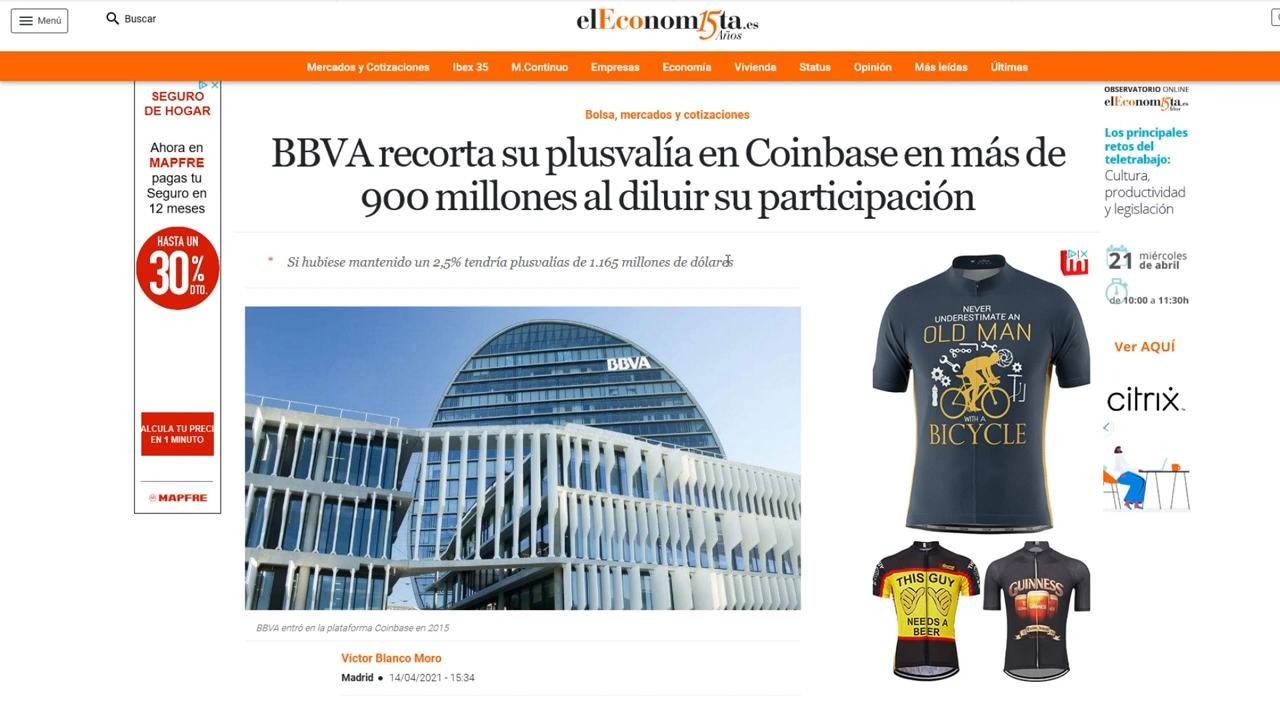 Menú
Buscar
elEconom15ta.es
Años
Mercados y Cotizaciones Ibex 35 M.Continuo Empresas Economía Vivienda Status Opinión Más leídas Últimas
SEGURO
DE HOGAR
Ahora en
MAPFRE
pagas tu
Seguro en
12 meses
HASTA UN
30%
DTO.
ALCULA TU PRECI
EN 1 MINUTO
MAPFRE
Bolsa, mercados y cotizaciones
BBVA recorta su plusvalía en Coinbase en más de
900 millones al diluir su participación
* Si hubiese mantenido un 2,5% tendría plusvalías de 1.165 millones de dólares
BBVA
BBVA entró en la plataforma Coinbase en 2015
Víctor Blanco Moro
Madrid • 14/04/2021 - 15:34
NEVER
UNDERESTIMATE AN
OLD MAN
WITH A
BICYCLE
THIS GUY
NEEDS A
BEER
GUINNESS
OBSERVATORIO ONLINE
elEconom15ta.es
Los principales
retos del
teletrabajo:
Cultura,
productividad
y legislación
21 miércoles
de abril
de 10:00 a 11:30h
Ver AQUÍ
citrix